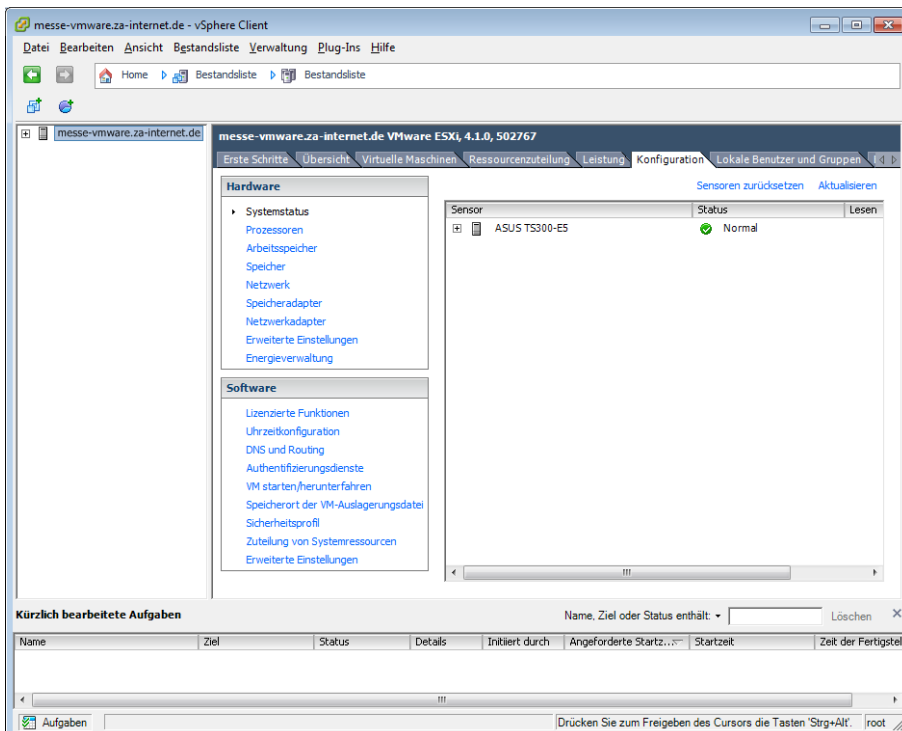 messe-vmware.za-internet.de - vSphere Client
Datei Bearbeiten Ansicht Bestandsliste Verwaltung Plug-Ins Hilfe
Home Bestandsliste Bestandsliste
messe-vmware.za-internet.de
messe-vmware.za-internet.de VMware ESXi, 4.1.0, 502767
Erste Schritte Übersicht Virtuelle Maschinen Ressourcenzuteilung Leistung Konfiguration Lokale Benutzer und Gruppen
Hardware
Systemstatus
Prozessoren
Arbeitsspeicher
Speicher
Netzwerk
Speicheradapter
Netzwerkadapter
Erweiterte Einstellungen
Energieverwaltung
Software
Lizenzierte Funktionen
Uhrzeitkonfiguration
DNS und Routing
Authentifizierungsdienste
VM starten/herunterfahren
Speicherort der VM-Auslagerungsdatei
Sicherheitsprofil
Zuteilung von Systemressourcen
Erweiterte Einstellungen
Sensoren zurücksetzen Aktualisieren
Sensor Status Lesen
ASUS TS300-E5 Normal
Kürzlich bearbeitete Aufgaben
Name, Ziel oder Status enthält: Löschen
Name Ziel Status Details Initiiert durch Angeforderte Startz... Startzeit Zeit der Fertigstel
Aufgaben
Drücken Sie zum Freigeben des Cursors die Tasten 'Strg+Alt'. root